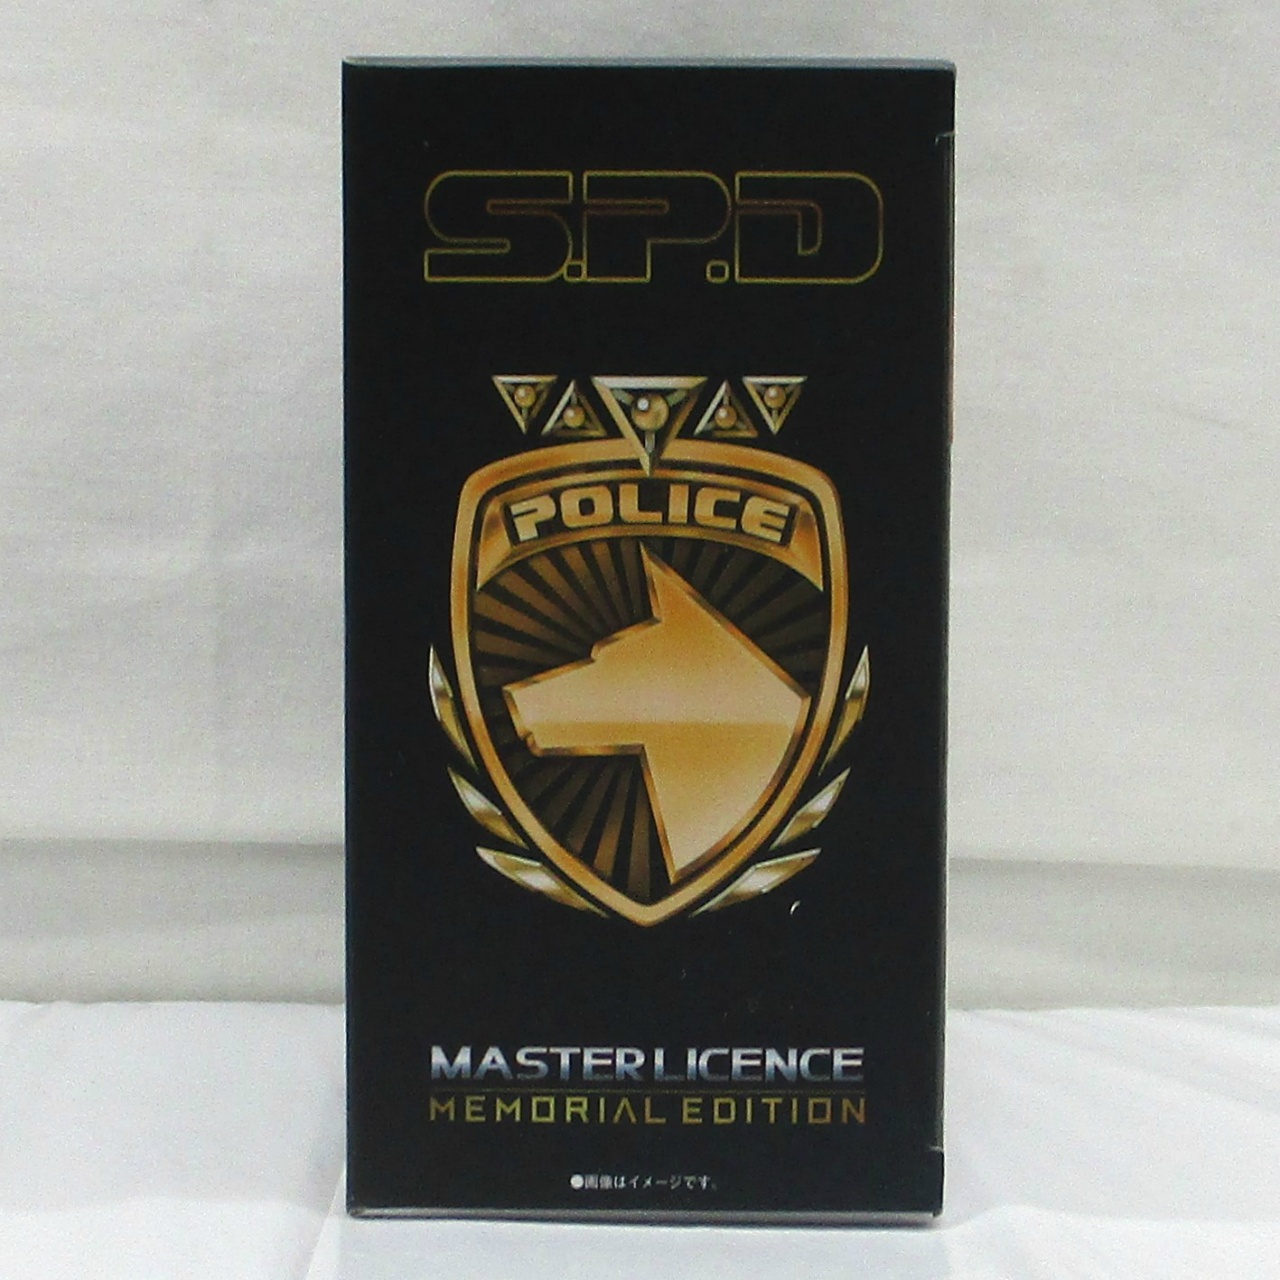 S.P.D
POLICE
MASTER LICENCE
MEMORIAL EDITION
●画像はイメージです。